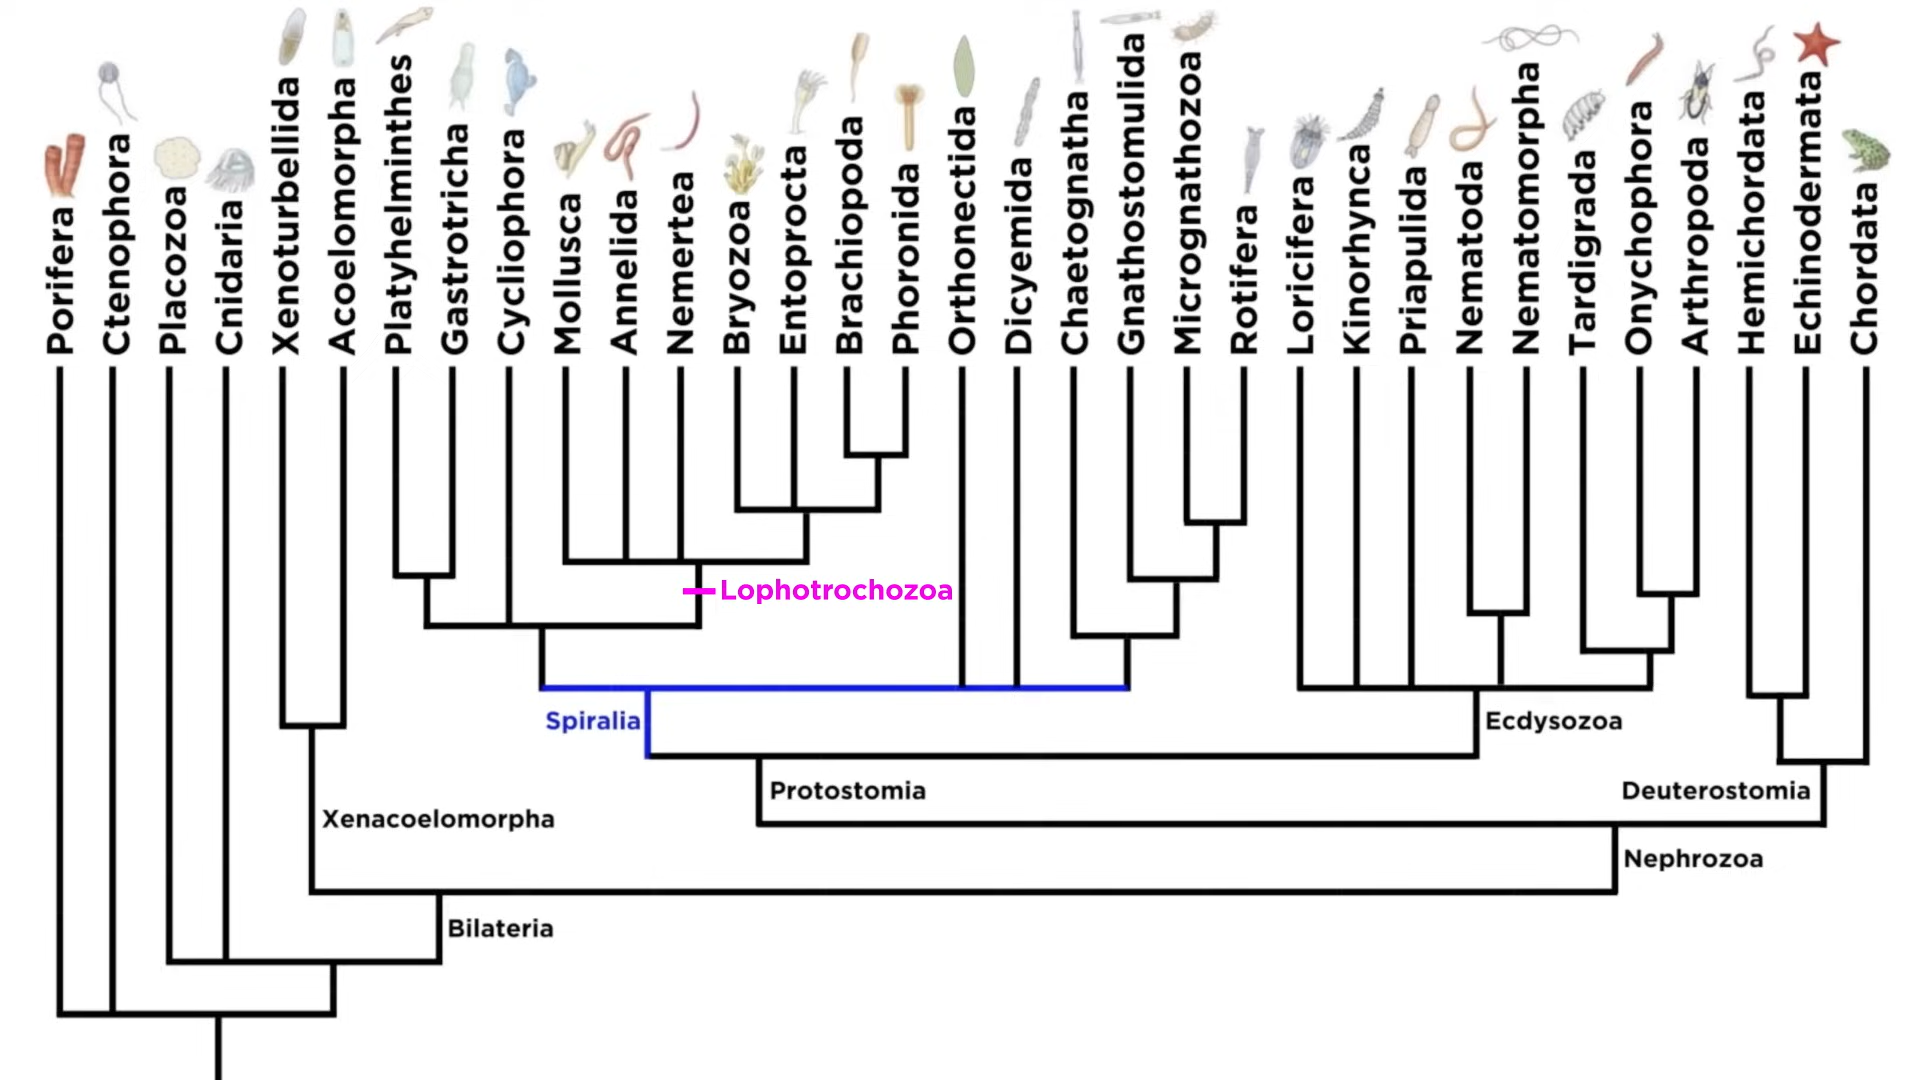 Porifera
Ctenophora
Placozoa
Cnidaria
Xenoturbellida
Acoelomorpha
Platyhelminthes
Gastrotricha
Cycliophora
Mollusca
Annelida
Nemertea
Bryozoa
Entoprocta
Brachiopoda
Phoronida
Orthonectida
Dicyemida
Chaetognatha
Gnathostomulida
Micrognathozoa
Rotifera
Loricifera
Kinorhynca
Priapulida
Nematoda
Nematomorpha
Tardigrada
Onychophora
Arthropoda
Hemichordata
Echinodermata
Chordata
Lophotrochozoa
Spiralia
Ecdysozoa
Protostomia
Deuterostomia
Xenacoelomorpha
Nephrozoa
Bilateria